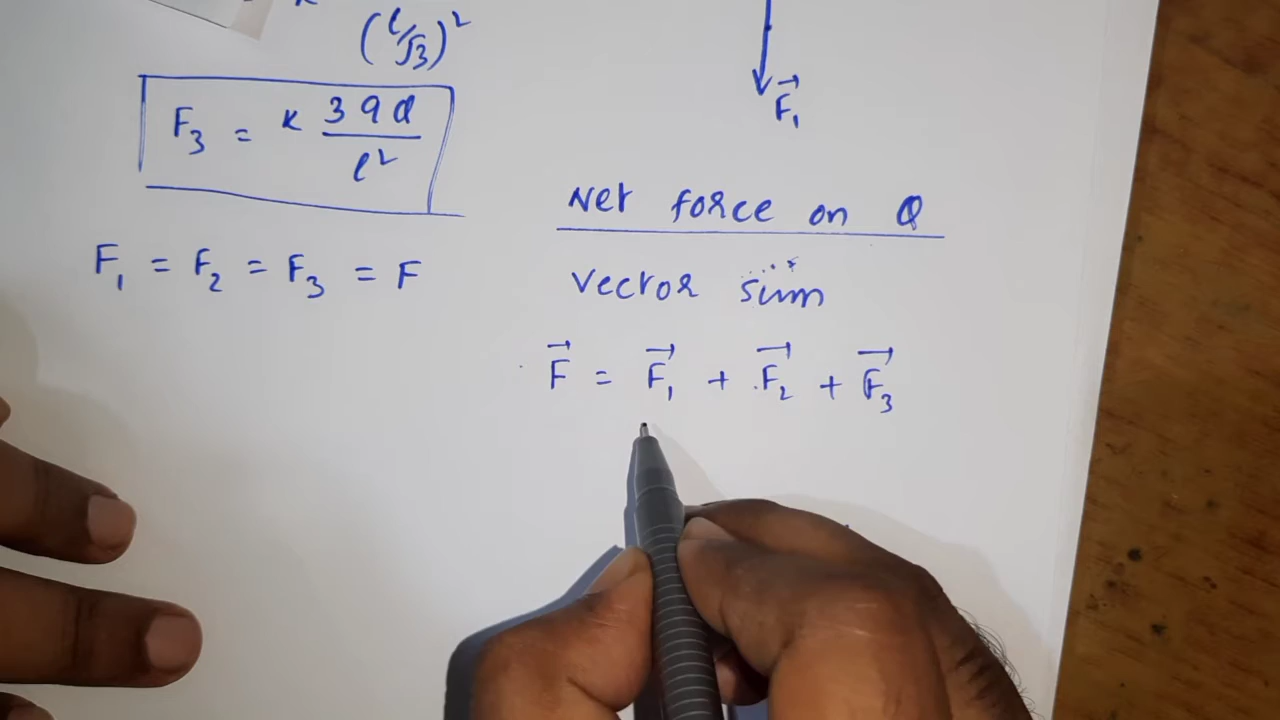 (l/√3)²
F₃ = K 3qQ / l²
F₁ = F₂ = F₃ = F
F⃗₁
Net force on Q
vector sum
F⃗ = F⃗₁ + F⃗₂ + F⃗₃